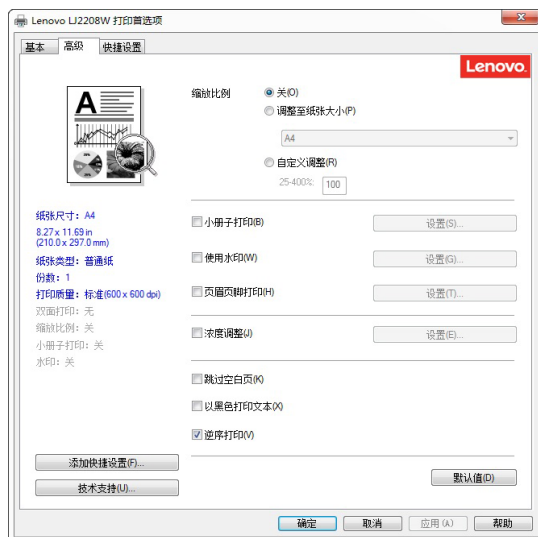 Lenovo LJ2208W 打印首选项
基本 高级 快捷设置
Lenovo.
A
缩放比例 关(O)
调整至纸张大小(P)
A4
自定义调整(R)
25-400% 100
纸张尺寸: A4
8.27 x 11.69 in
(210.0 x 297.0 mm)
纸张类型: 普通纸
份数: 1
打印质量: 标准(600 x 600 dpi)
双面打印: 无
缩放比例: 关
小册子打印: 关
水印: 关
小册子打印(B) 设置(S)...
使用水印(W) 设置(G)...
页眉页脚打印(H) 设置(T)...
浓度调整(J) 设置(E)...
跳过空白页(K)
以黑色打印文本(X)
逆序打印(V)
添加快捷设置(F)...
技术支持(U)...
默认值(D)
确定 取消 应用(A) 帮助